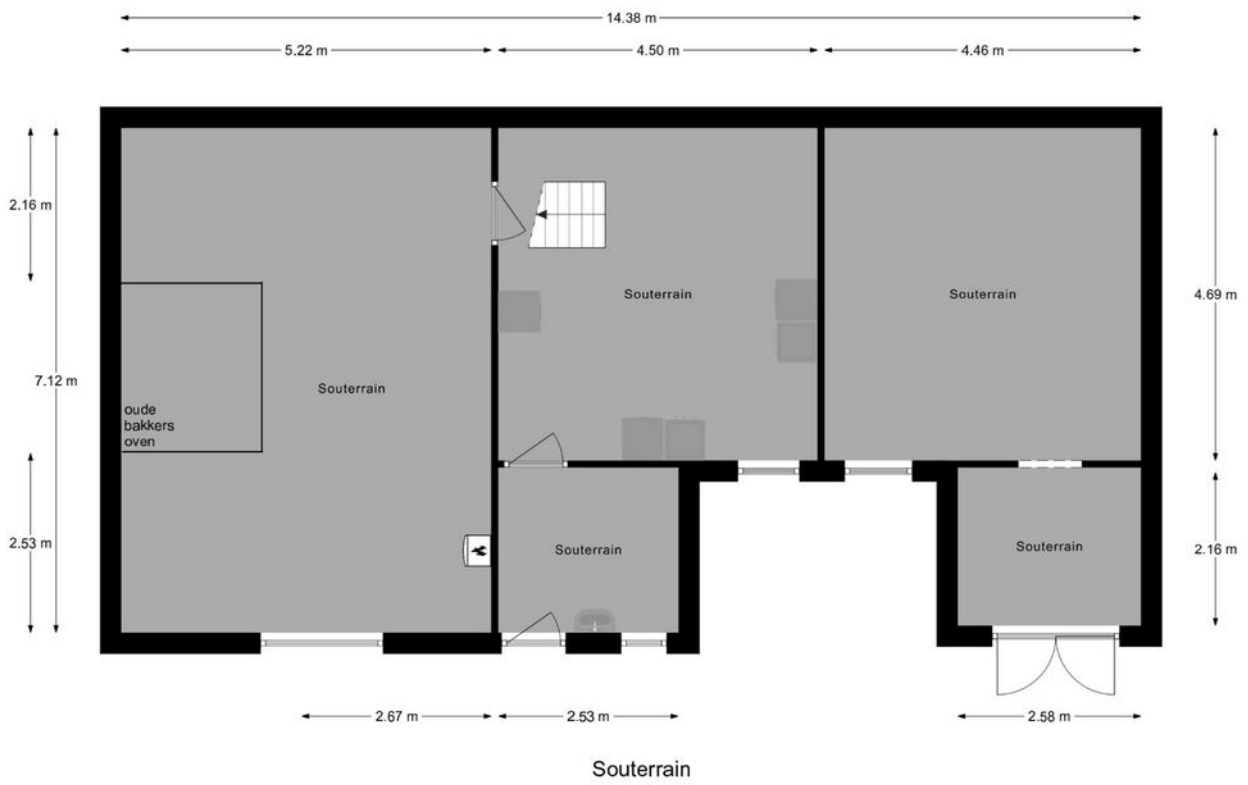 14.38 m
5.22 m
4.50 m
4.46 m
2.16 m
7.12 m
2.53 m
4.69 m
2.16 m
Souterrain
Souterrain
Souterrain
oude
bakkers
oven
Souterrain
Souterrain
2.67 m
2.53 m
2.58 m
Souterrain